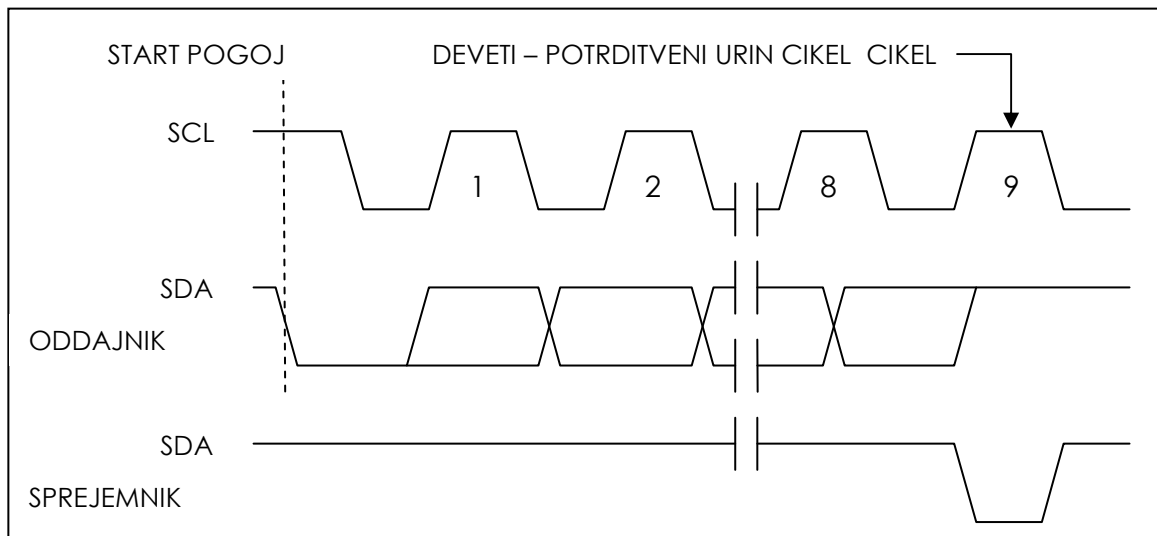 START POGOJ
DEVETI – POTRDITVENI URIN CIKEL CIKEL
SCL
1
2
8
9
SDA
ODDAJNIK
SDA
SPREJEMNIK